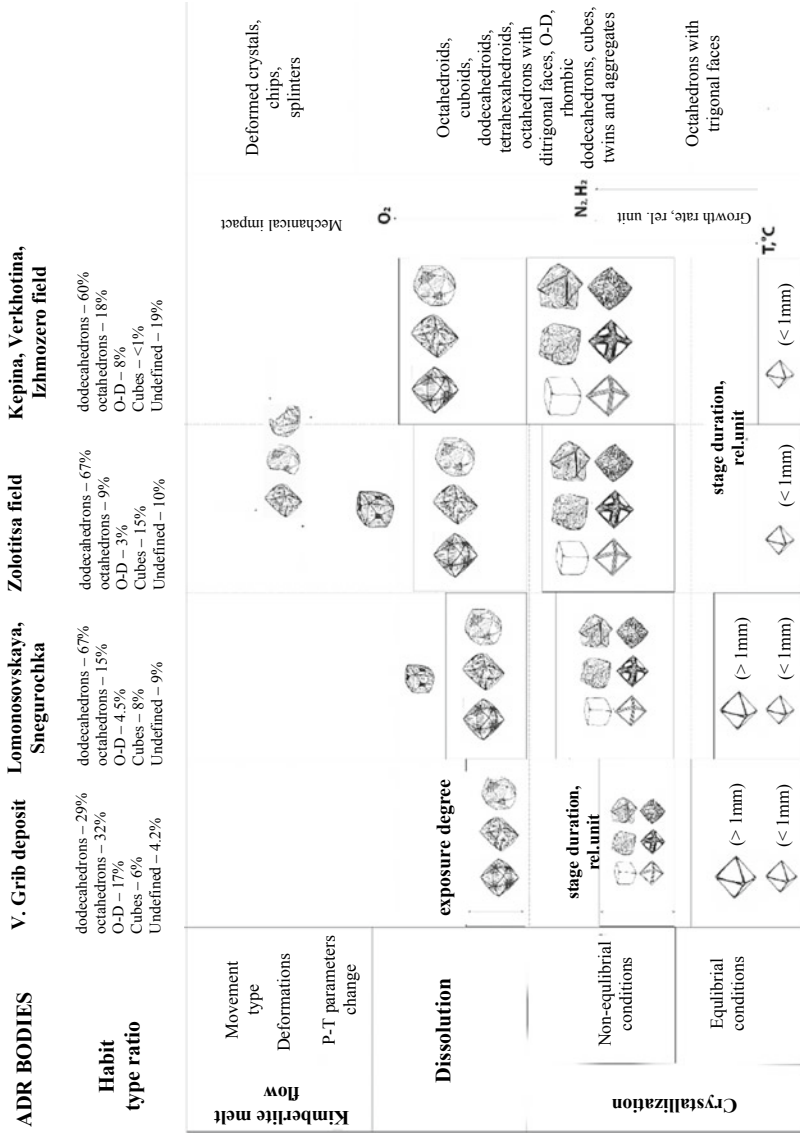 ADR BODIES
V. Grib deposit
Lomonosovskaya,
Snegurochka
Zolotitsa field
Kepina, Verkhotina,
Izhmozero field
Habit
type ratio
dodecahedrons – 29%
octahedrons – 32%
O-D – 17%
Cubes – 6%
Undefined – 4.2%
dodecahedrons – 67%
octahedrons – 15%
O-D – 4.5%
Cubes – 8%
Undefined – 9%
dodecahedrons – 67%
octahedrons – 9%
O-D – 3%
Cubes – 15%
Undefined – 10%
dodecahedrons – 60%
octahedrons – 18%
O-D – 8%
Cubes – <1%
Undefined – 19%
Kimberlite melt
flow
Movement
type
Deformations
P-T parameters
change
Mechanical impact
Deformed crystals,
chips,
splinters
Dissolution
exposure degree
O₂
Octahedroids,
cuboids,
dodecahedroids,
tetrahexahedroids,
octahedrons with
ditrigonal faces, O-D,
rhombic
dodecahedrons, cubes,
twins and aggregates
Crystallization
Non-equlibrial
conditions
stage duration,
rel.unit
N₂, H₂
Growth rate, rel. unit
Equlibrial
conditions
(> 1mm)
(< 1mm)
(> 1mm)
(< 1mm)
stage duration,
rel.unit
(< 1mm)
(< 1mm)
T,°C
Octahedrons with
trigonal faces